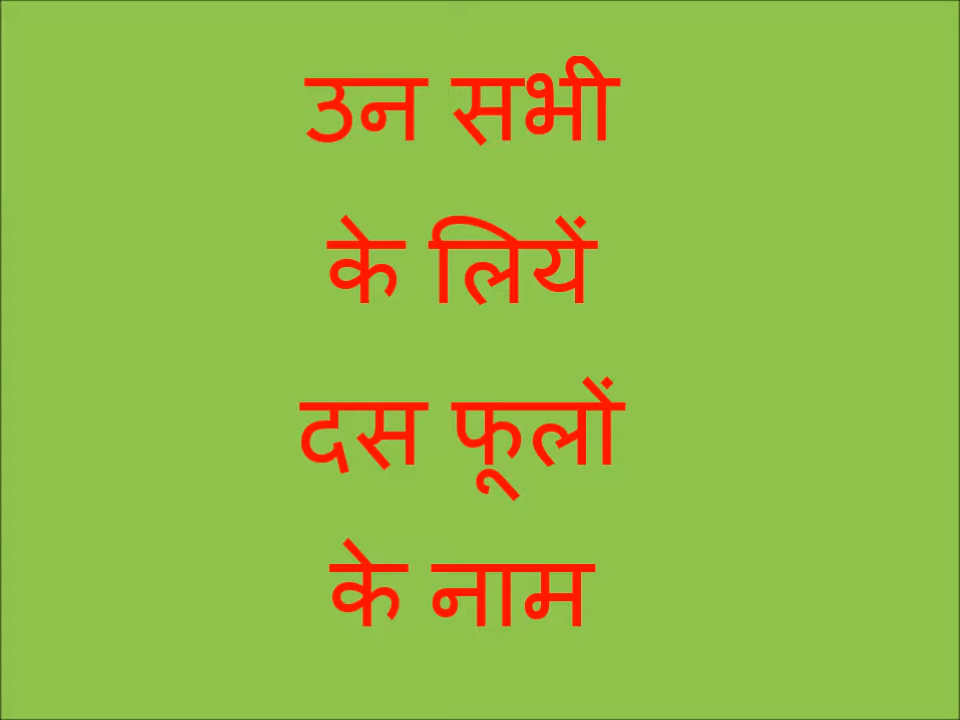 उन सभी
के लियें
दस फूलों
के नाम